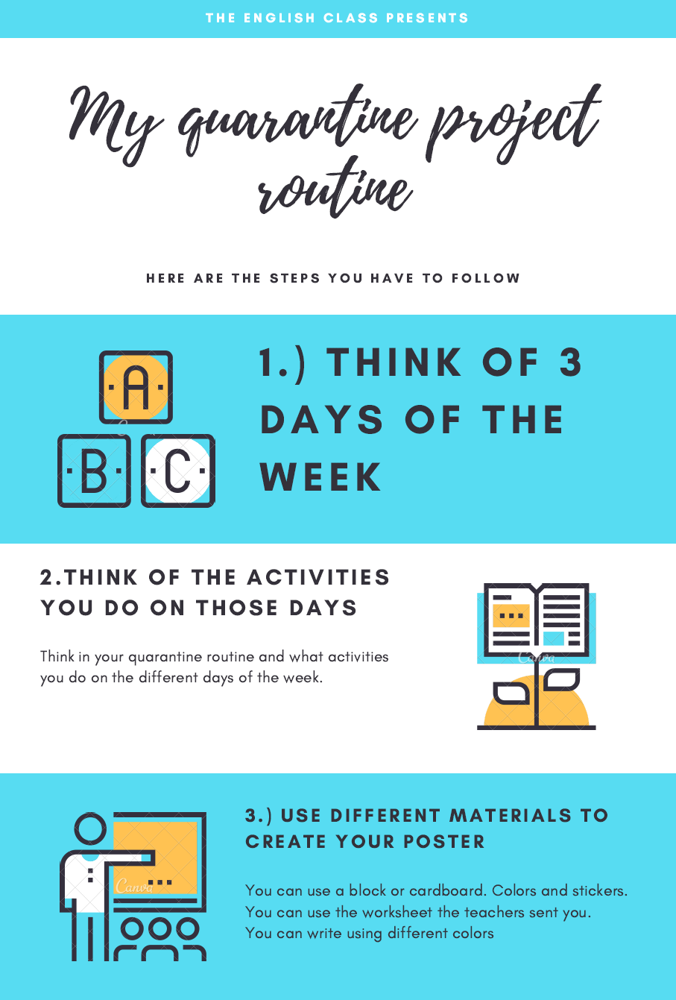 THE ENGLISH CLASS PRESENTS
My quarantine project
routine
HERE ARE THE STEPS YOU HAVE TO FOLLOW
A
B C
1.) THINK OF 3
DAYS OF THE
WEEK
2.THINK OF THE ACTIVITIES
YOU DO ON THOSE DAYS
Think in your quarantine routine and what activities
you do on the different days of the week.
Canva
3.) USE DIFFERENT MATERIALS TO
CREATE YOUR POSTER
Canva
You can use a block or cardboard. Colors and stickers.
You can use the worksheet the teachers sent you.
You can write using different colors